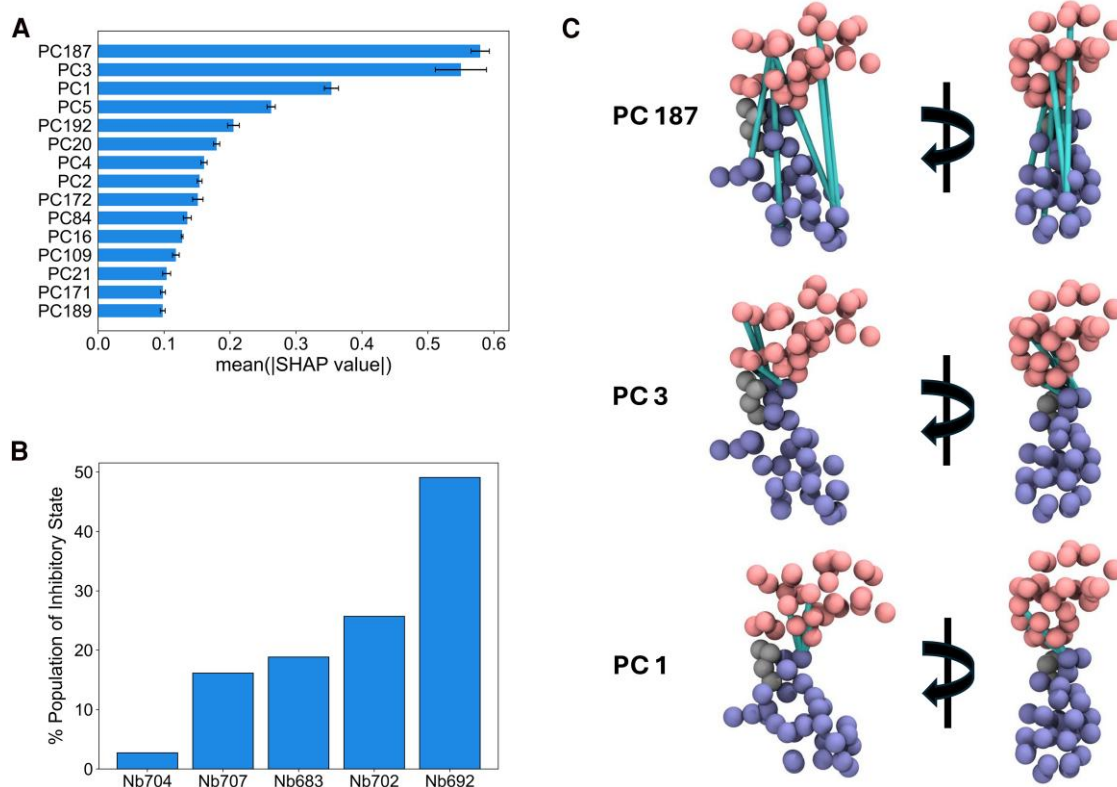 A
PC187
PC3
PC1
PC5
PC192
PC20
PC4
PC2
PC172
PC84
PC16
PC109
PC21
PC171
PC189
0.0 0.1 0.2 0.3 0.4 0.5 0.6
mean(|SHAP value|)
B
% Population of Inhibitory State
50
40
30
20
10
0
Nb704 Nb707 Nb683 Nb702 Nb692
C
PC 187
PC 3
PC 1